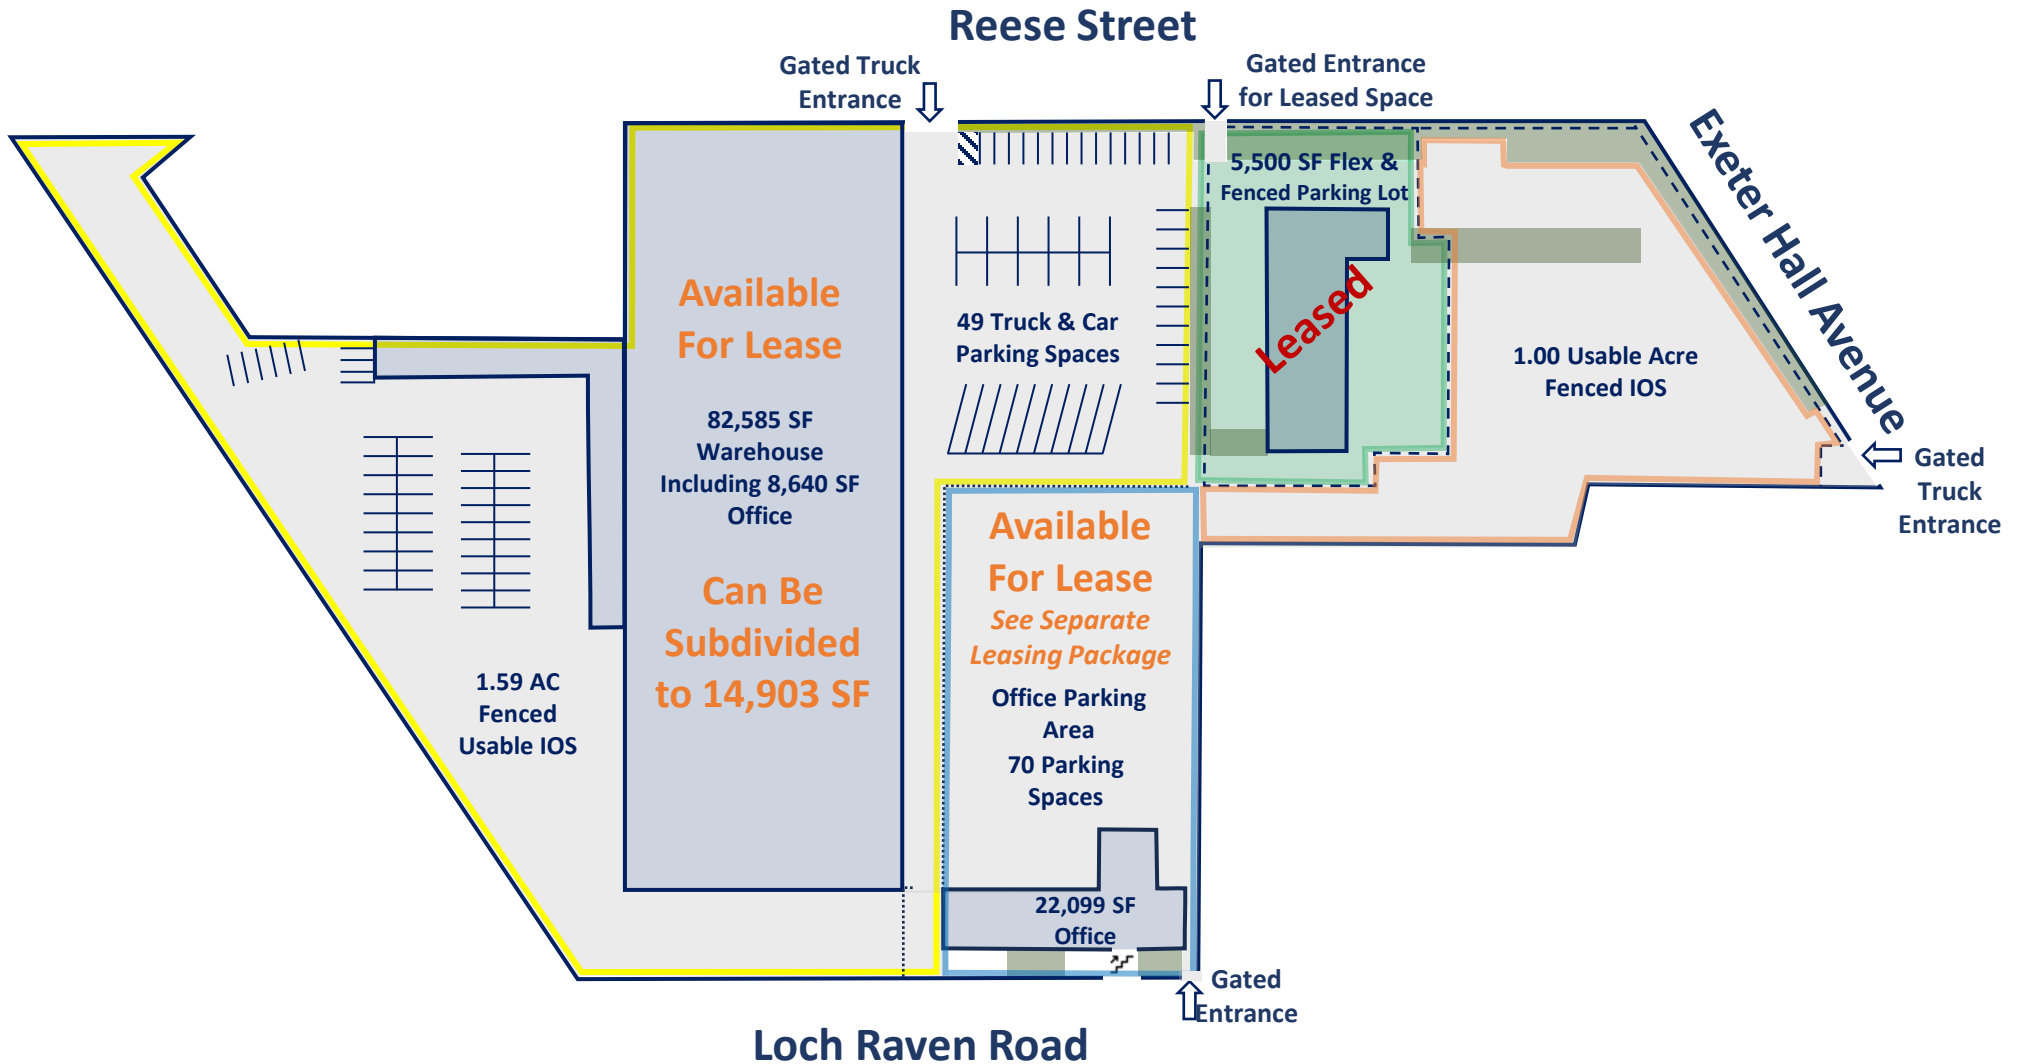 Reese Street
Gated Truck
Entrance
Gated Entrance
for Leased Space
Exeter Hall Avenue
5,500 SF Flex &
Fenced Parking Lot
Leased
Available
For Lease
82,585 SF
Warehouse
Including 8,640 SF
Office
Can Be
Subdivided
to 14,903 SF
49 Truck & Car
Parking Spaces
1.00 Usable Acre
Fenced IOS
Gated
Truck
Entrance
Available
For Lease
See Separate
Leasing Package
Office Parking
Area
70 Parking
Spaces
1.59 AC
Fenced
Usable IOS
22,099 SF
Office
Gated
Entrance
Loch Raven Road